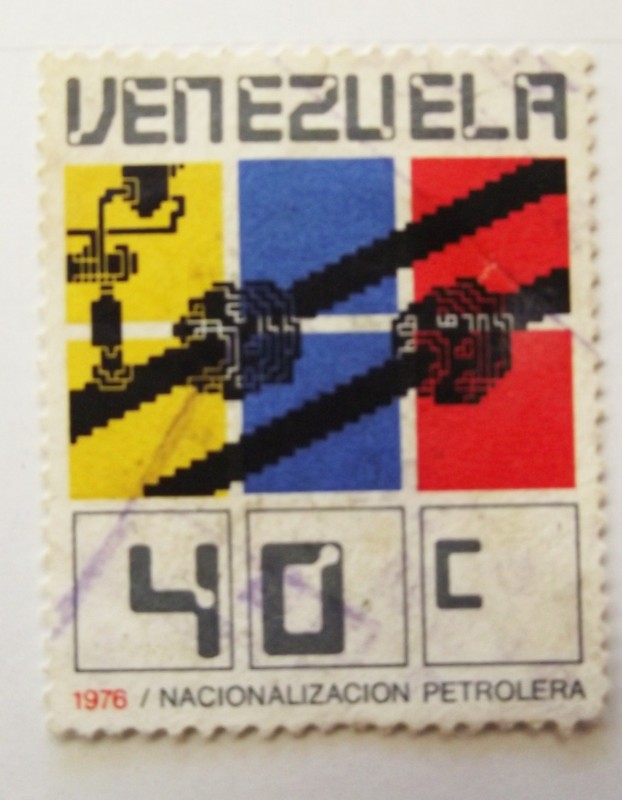 VENEZUELA
40 C
1976 / NACIONALIZACION PETROLERA